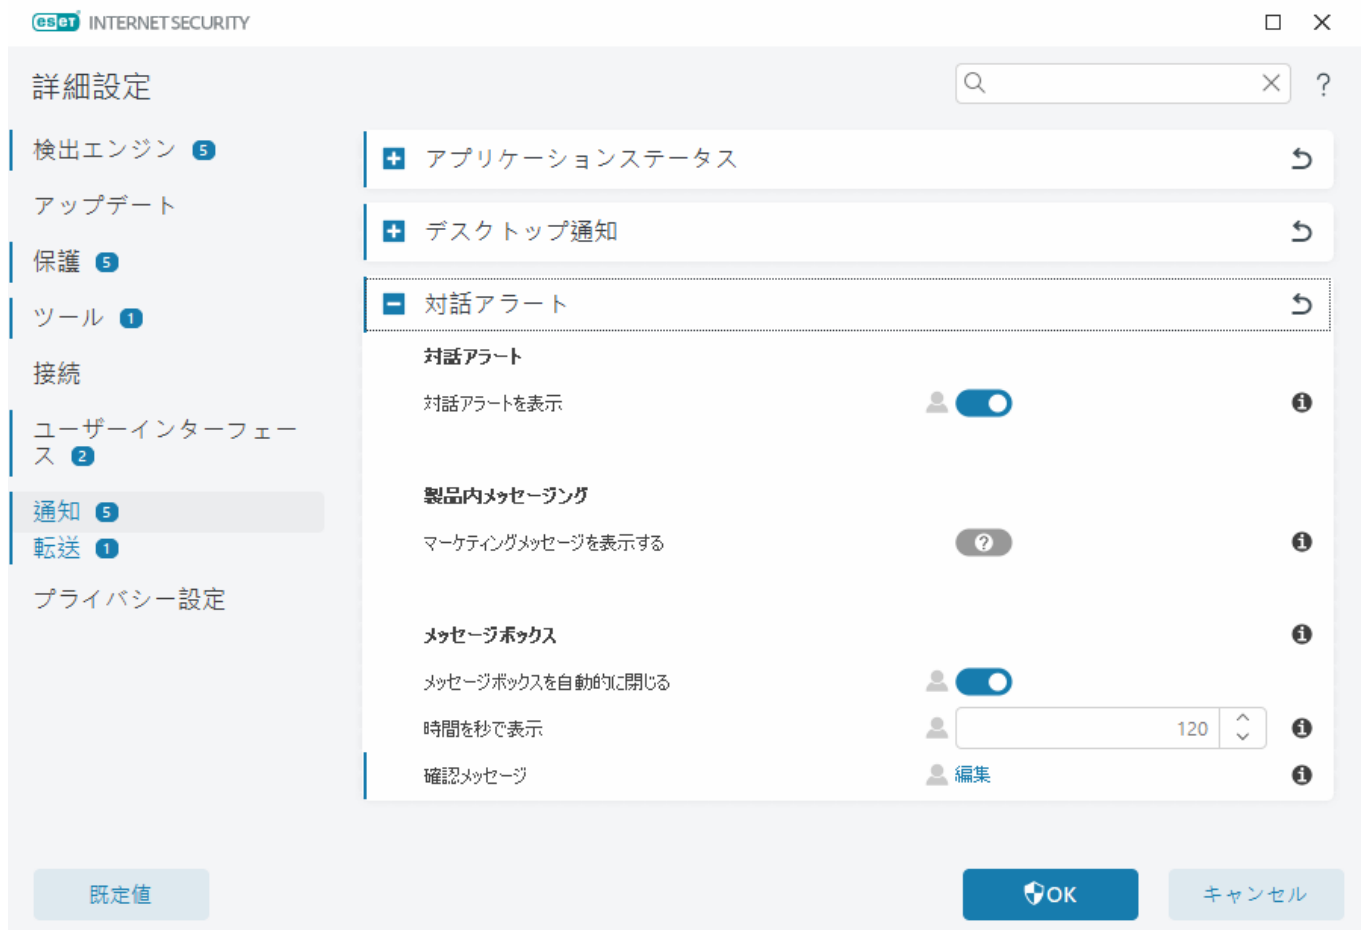 eset INTERNET SECURITY
詳細設定
?
検出エンジン 5
アップデート
保護 5
ツール 1
接続
ユーザーインターフェー
ス 2
通知 5
転送 1
プライバシー設定
アプリケーションステータス
デスクトップ通知
対話アラート
対話アラート
対話アラートを表示
製品内メッセージング
マーケティングメッセージを表示する
?
メッセージボックス
メッセージボックスを自動的に閉じる
時間を秒で表示
120
確認メッセージ
編集
既定値
OK
キャンセル